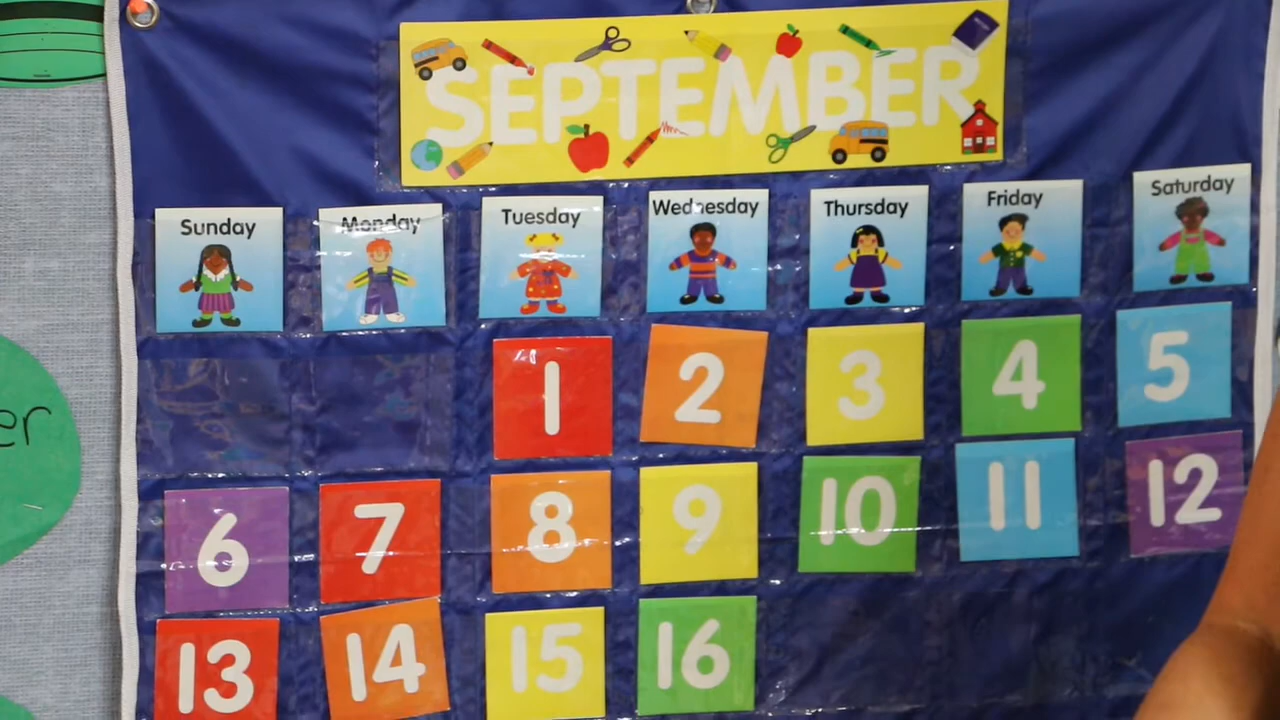 SEPTEMBER
Sunday Monday Tuesday Wednesday Thursday Friday Saturday
1 2 3 4 5
6 7 8 9 10 11 12
13 14 15 16
er